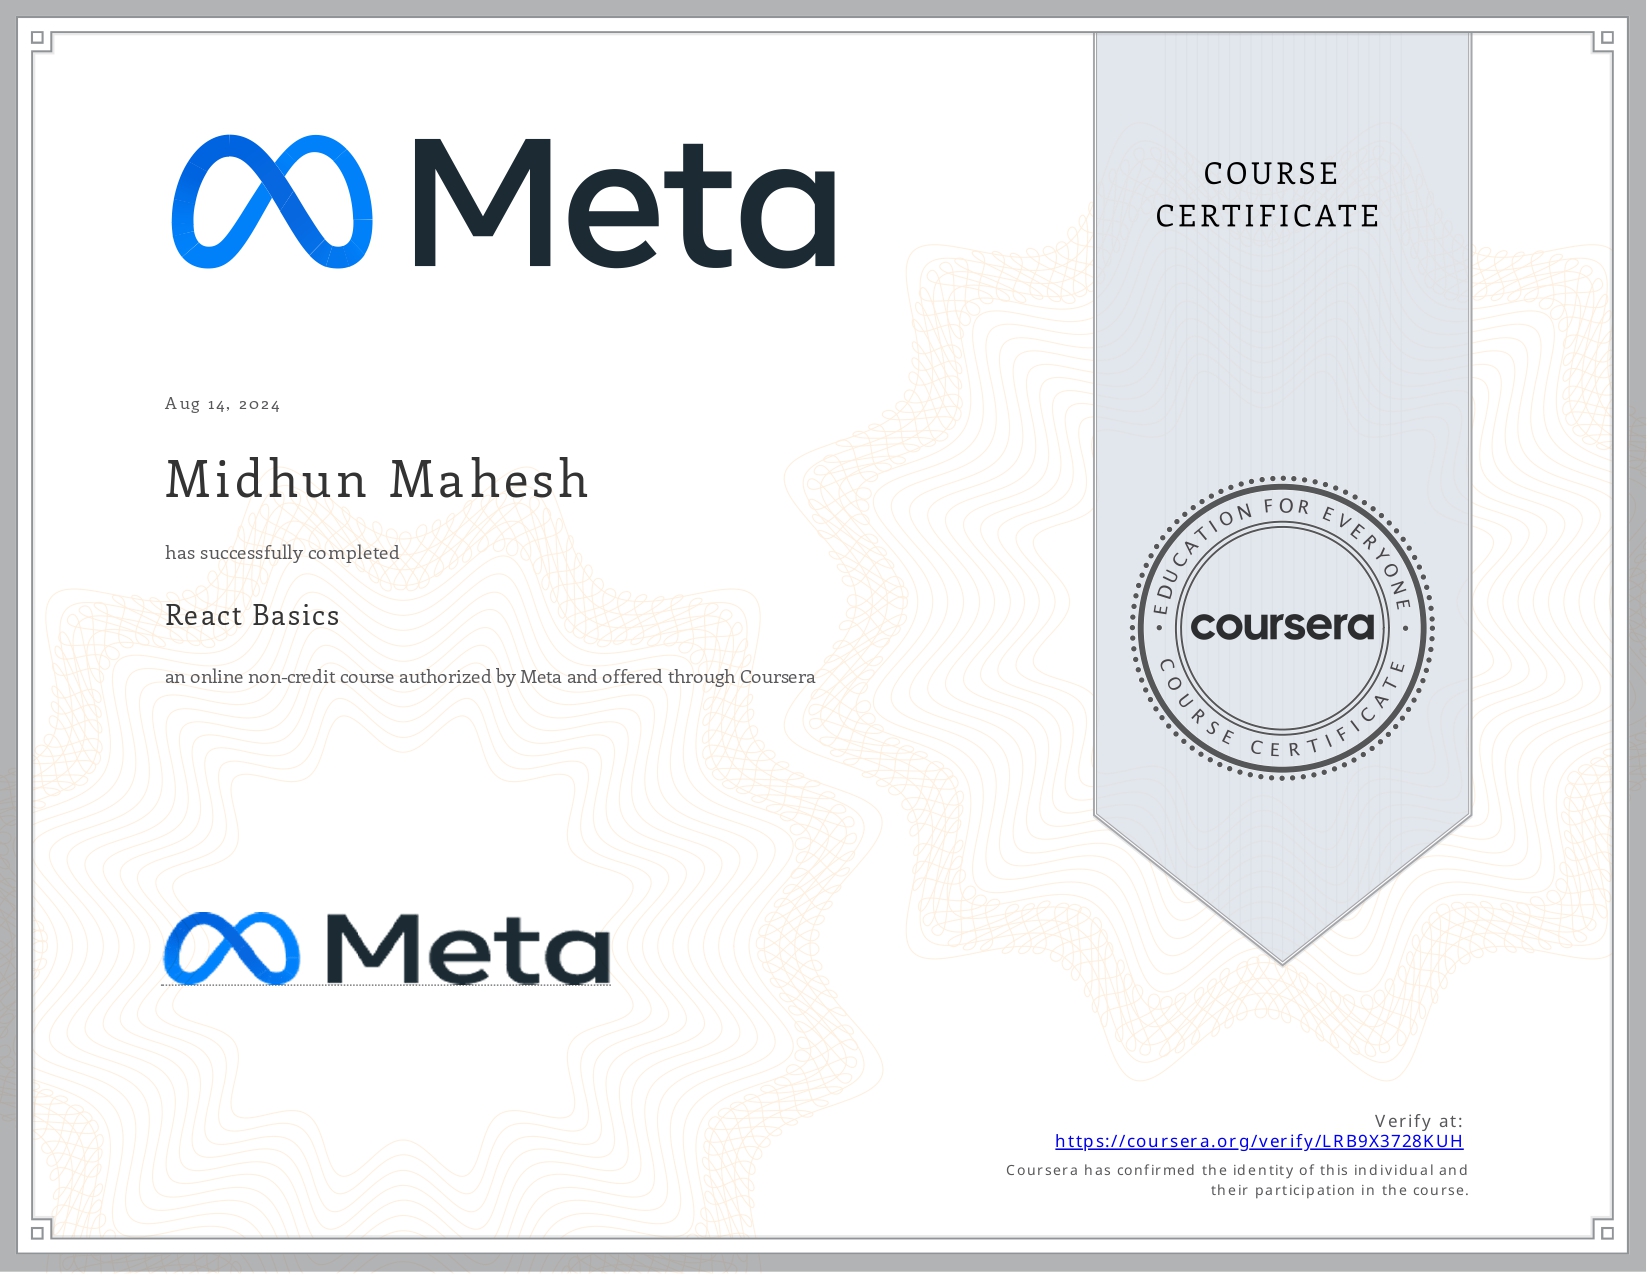 Meta
COURSE
CERTIFICATE
Aug 14, 2024
Midhun Mahesh
has successfully completed
React Basics
an online non-credit course authorized by Meta and offered through Coursera
EDUCATION FOR EVERYONE
coursera
COURSE CERTIFICATE
Meta
Verify at:
https://coursera.org/verify/LRB9X3728KUH
Coursera has confirmed the identity of this individual and
their participation in the course.